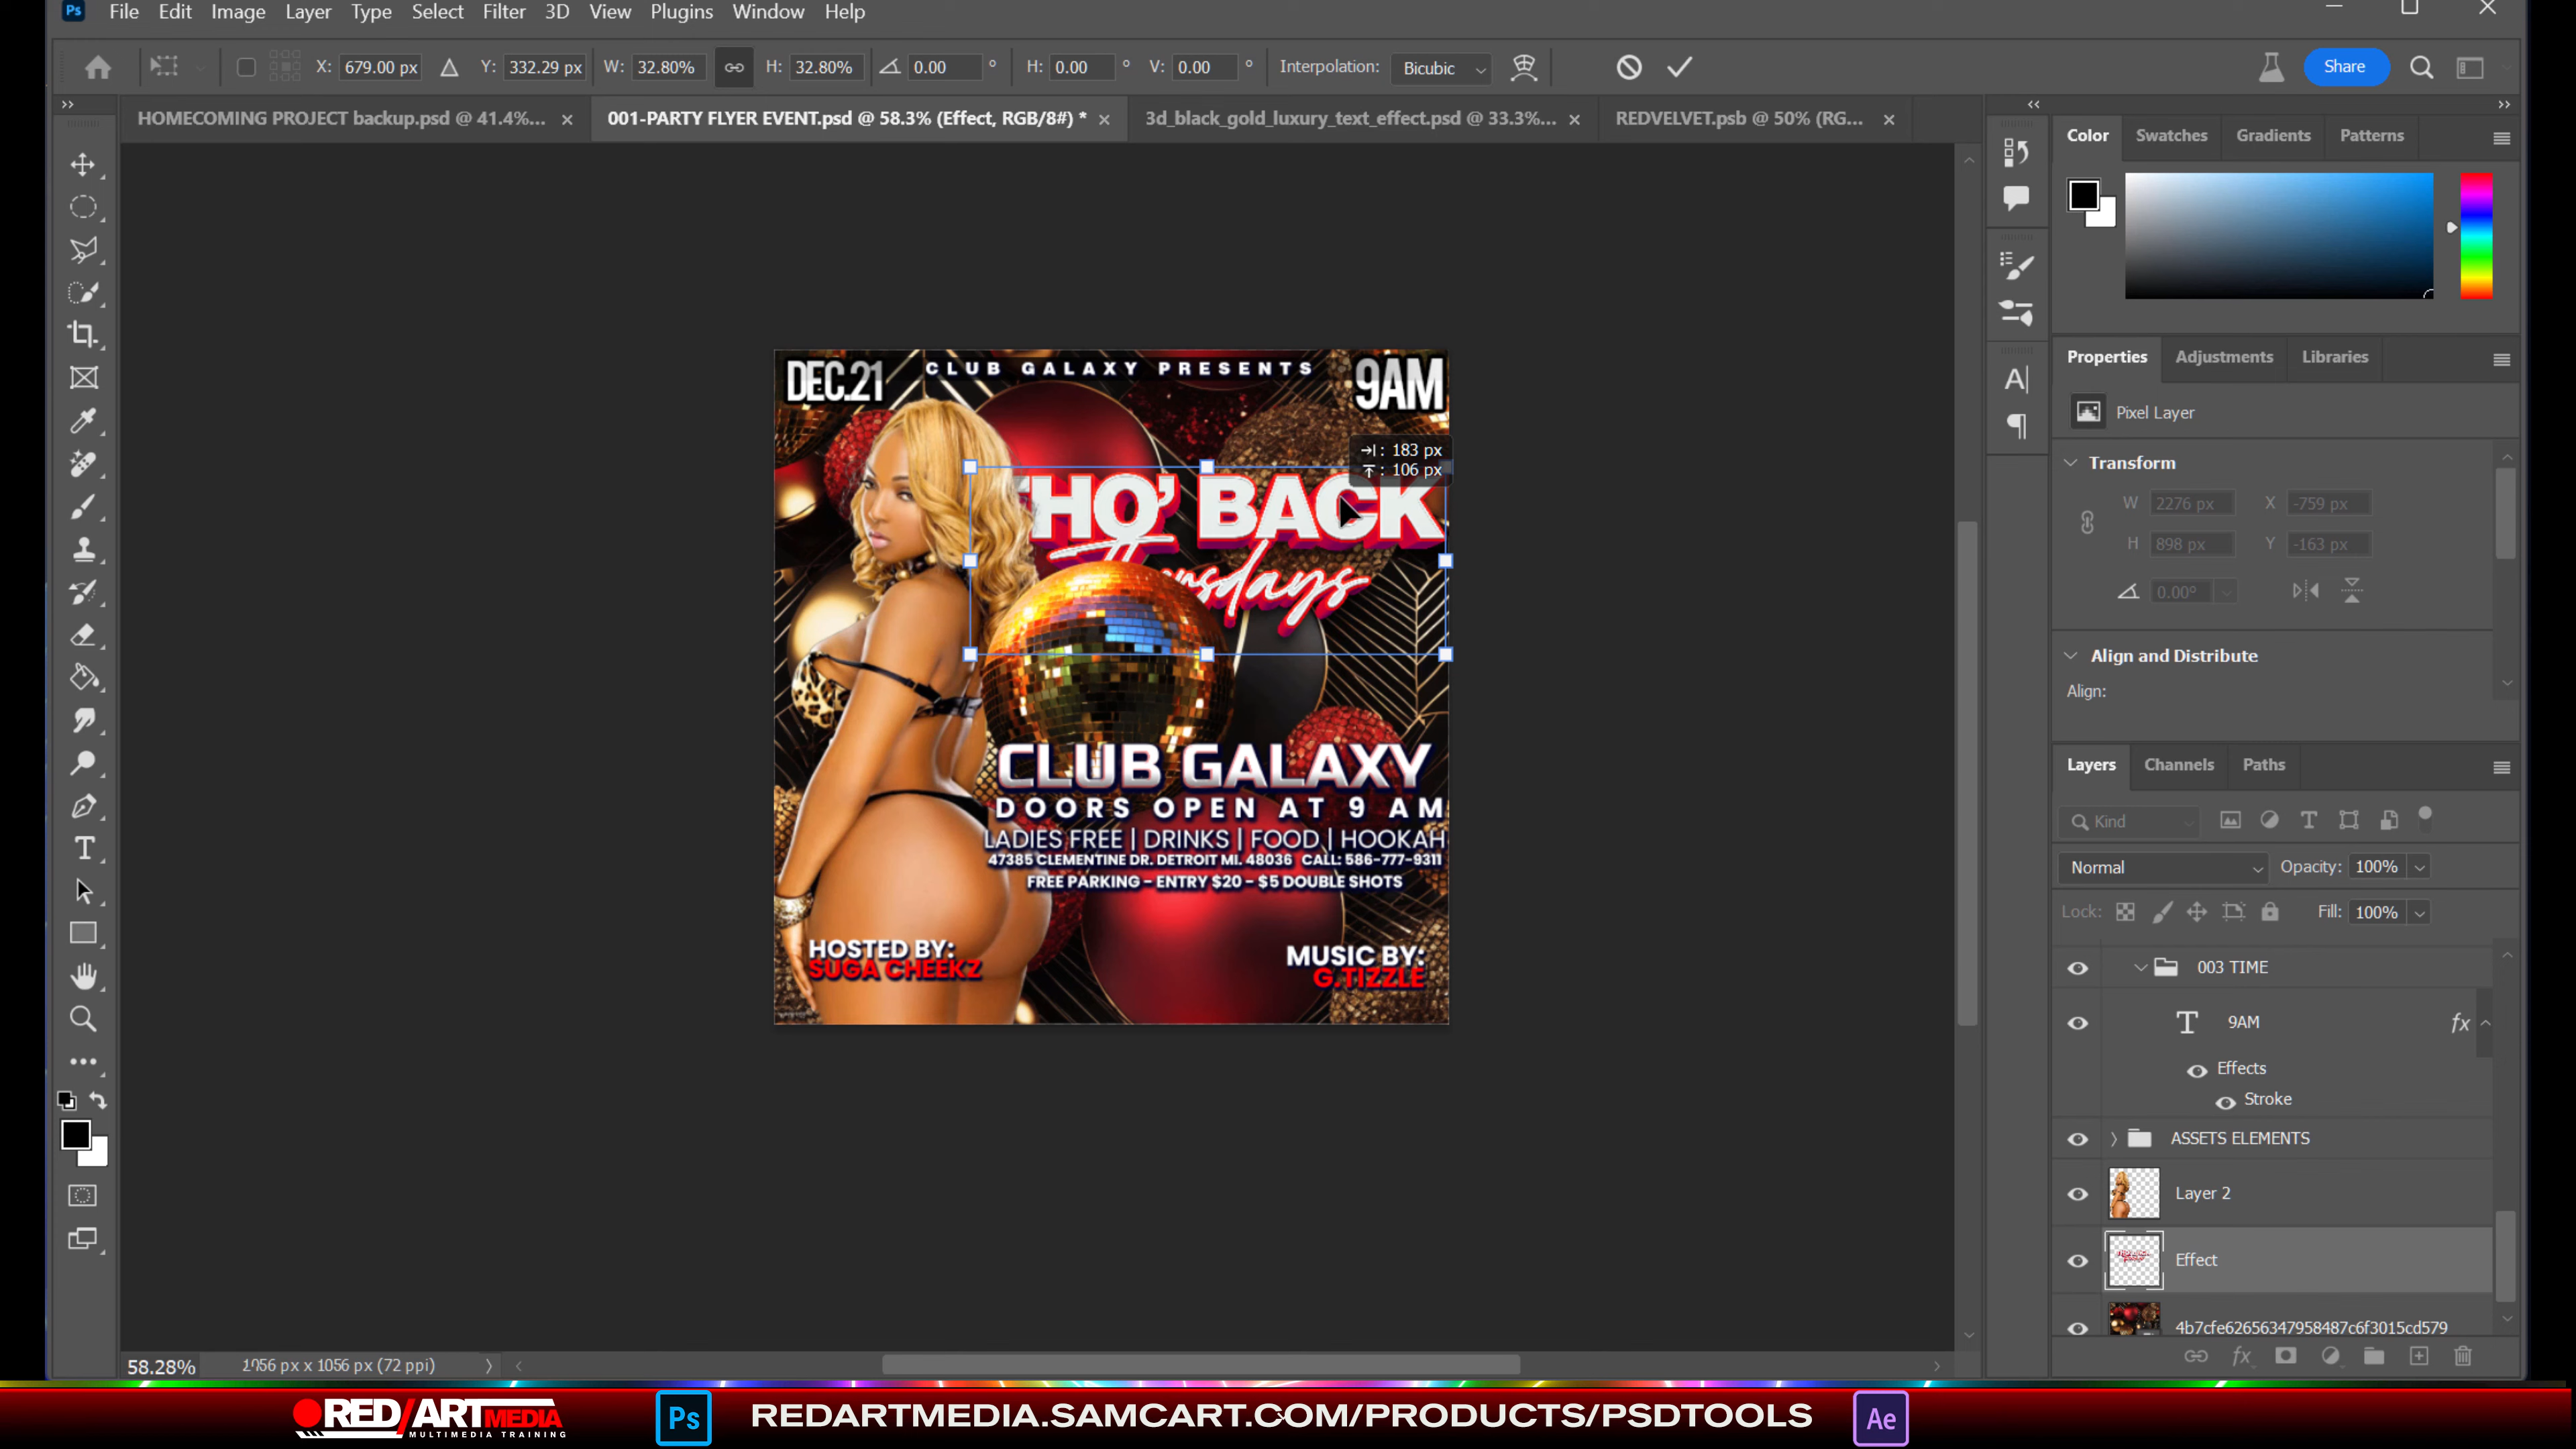 Ps File Edit Image Layer Type Select Filter 3D View Plugins Window Help
X: 679.00 px Y: 332.29 px W: 32.80% H: 32.80% 0.00 ° H: 0.00 ° V: 0.00 ° Interpolation: Bicubic Share
HOMECOMING PROJECT backup.psd @ 41.4%... × 001-PARTY FLYER EVENT.psd @ 58.3% (Effect, RGB/8#) * × 3d_black_gold_luxury_text_effect.psd @ 33.3%... × REDVELVET.psb @ 50% (RG... ×
Color Swatches Gradients Patterns
Properties Adjustments Libraries
Pixel Layer
Transform
W 2276 px X -759 px
H 898 px Y -163 px
0.00°
Align and Distribute
Align:
Layers Channels Paths
Kind
Normal Opacity: 100%
Lock: Fill: 100%
003 TIME
9AM fx
Effects
Stroke
ASSETS ELEMENTS
Layer 2
Effect
4b7cfe62656347958487c6f3015cd579
DEC.21 CLUB GALAXY PRESENTS 9AM
183 px
106 px
HO' BACK
CLUB GALAXY
DOORS OPEN AT 9 AM
LADIES FREE | DRINKS | FOOD | HOOKAH
47385 CLEMENTINE DR. DETROIT MI. 48036 CALL: 586-777-9311
FREE PARKING - ENTRY $20 - $5 DOUBLE SHOTS
HOSTED BY:
SUGA CHEEKZ
MUSIC BY:
G.TIZZLE
58.28% 1056 px x 1056 px (72 ppi)
RED/ART MEDIA
MULTIMEDIA TRAINING
Ps REDARTMEDIA.SAMCART.COM/PRODUCTS/PSDTOOLS Ae